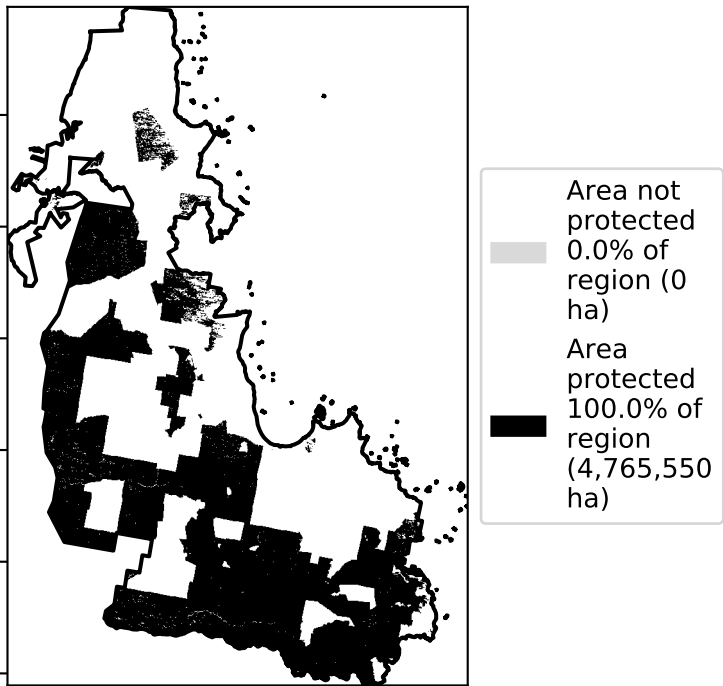 Area not
protected
0.0% of
region (0
ha)
Area
protected
100.0% of
region
(4,765,550
ha)